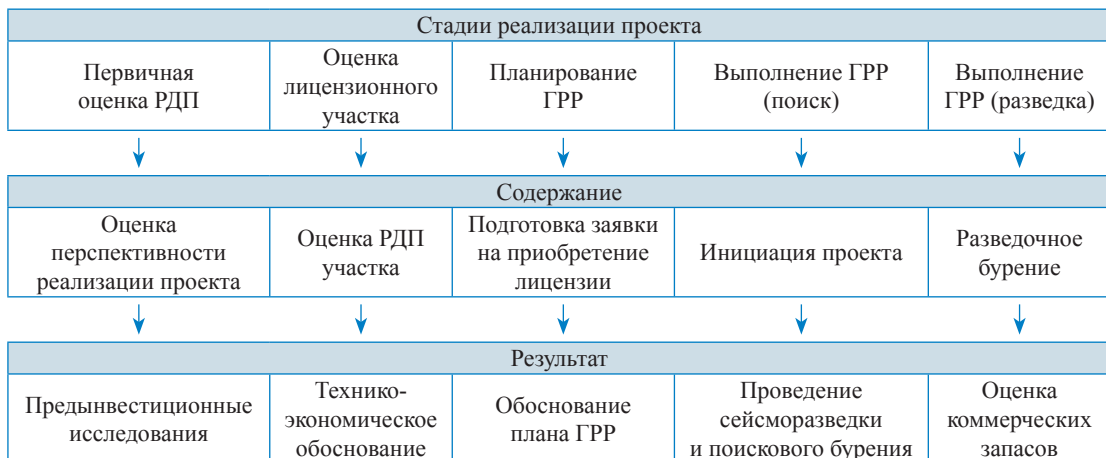 Стадии реализации проекта
Первичная
оценка РДП
Оценка
лицензионного
участка
Планирование
ГРР
Выполнение ГРР
(поиск)
Выполнение
ГРР (разведка)
Содержание
Оценка
перспективности
реализации проекта
Оценка РДП
участка
Подготовка заявки
на приобретение
лицензии
Инициация проекта
Разведочное
бурение
Результат
Предынвестиционные
исследования
Технико-
экономическое
обоснование
Обоснование
плана ГРР
Проведение
сейсморазведки
и поискового бурения
Оценка
коммерческих
запасов